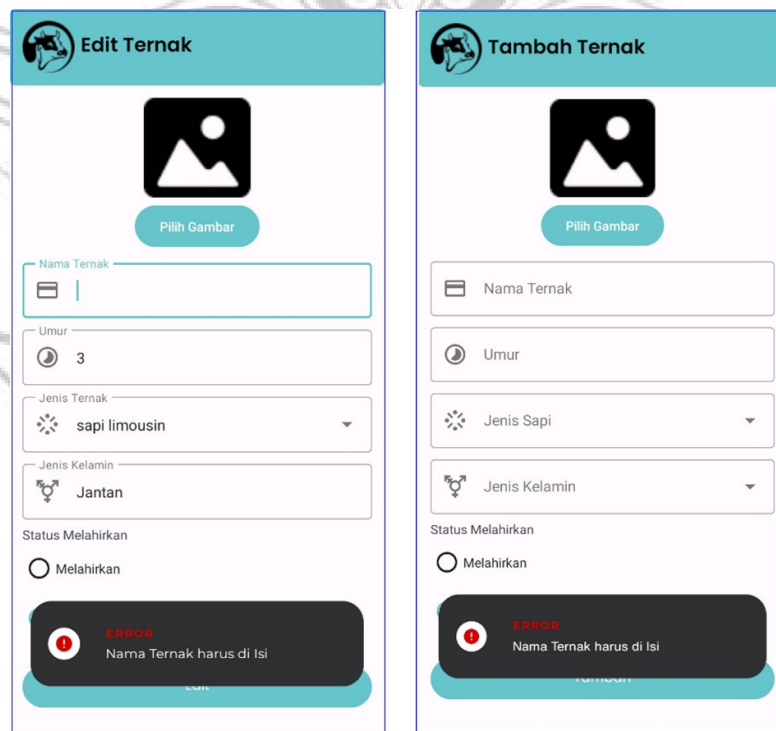 Edit Ternak
Pilih Gambar
Nama Ternak
Umur
3
Jenis Ternak
sapi limousin
Jenis Kelamin
Jantan
Status Melahirkan
Melahirkan
ERROR
Nama Ternak harus di Isi
Edit
Tambah Ternak
Pilih Gambar
Nama Ternak
Umur
Jenis Sapi
Jenis Kelamin
Status Melahirkan
Melahirkan
ERROR
Nama Ternak harus di Isi
Tambah